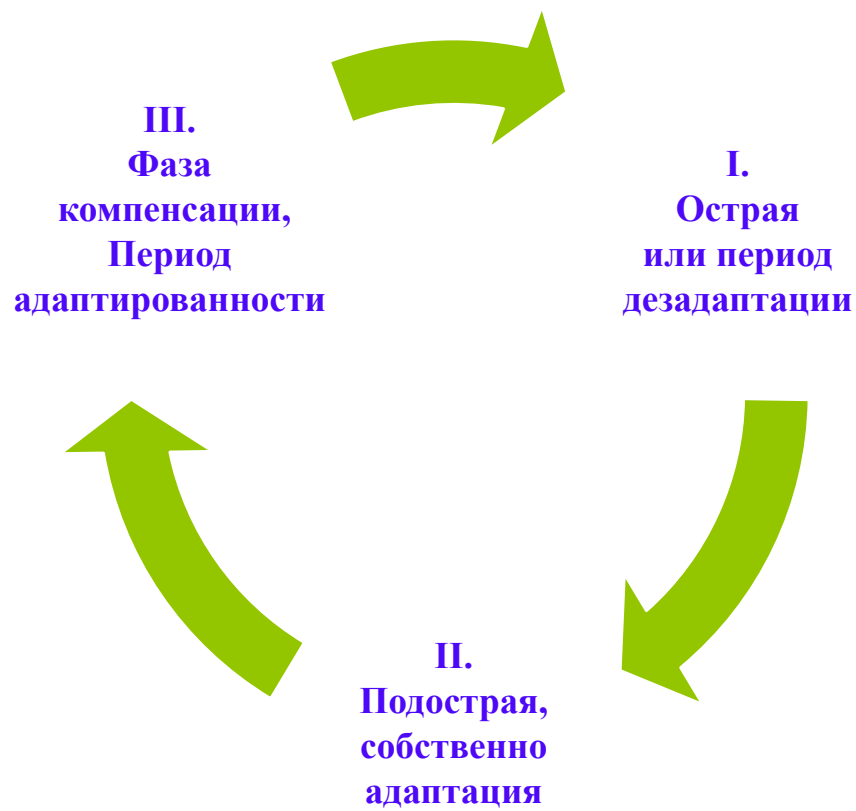 III.
Фаза
компенсации,
Период
адаптированности
I.
Острая
или период
дезадаптации
II.
Подострая,
собственно
адаптация